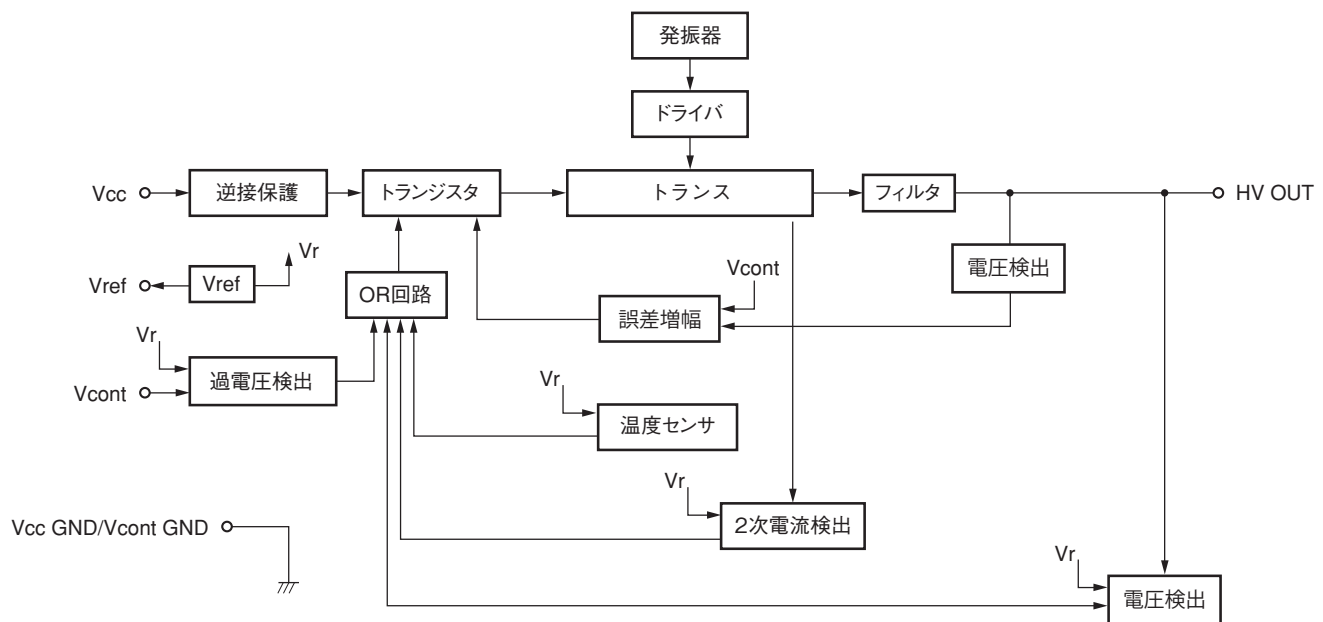 発振器
ドライバ
Vcc
逆接保護
トランジスタ
トランス
フィルタ
HV OUT
Vr
Vref
Vref
OR回路
Vcont
電圧検出
誤差増幅
Vr
過電圧検出
Vcont
Vr
温度センサ
Vr
2次電流検出
Vcc GND/Vcont GND
Vr
電圧検出